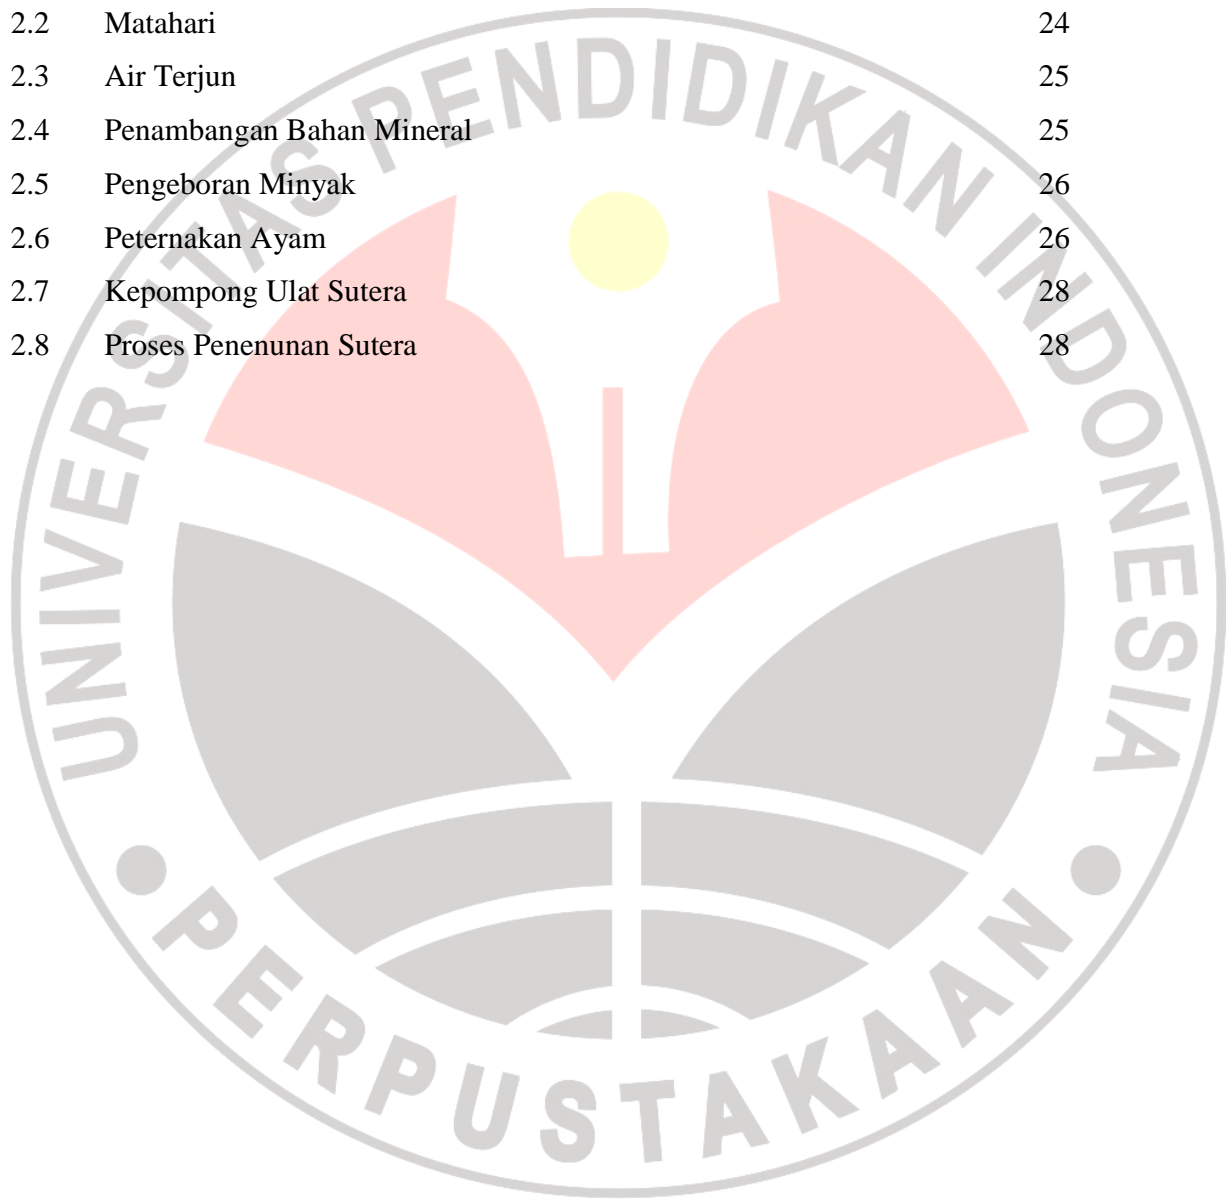 2.2 Matahari 24
2.3 Air Terjun 25
2.4 Penambangan Bahan Mineral 25
2.5 Pengeboran Minyak 26
2.6 Peternakan Ayam 26
2.7 Kepompong Ulat Sutera 28
2.8 Proses Penenunan Sutera 28
UNIVERSITAS PENDIDIKAN INDONESIA
PERPUSTAKAAN